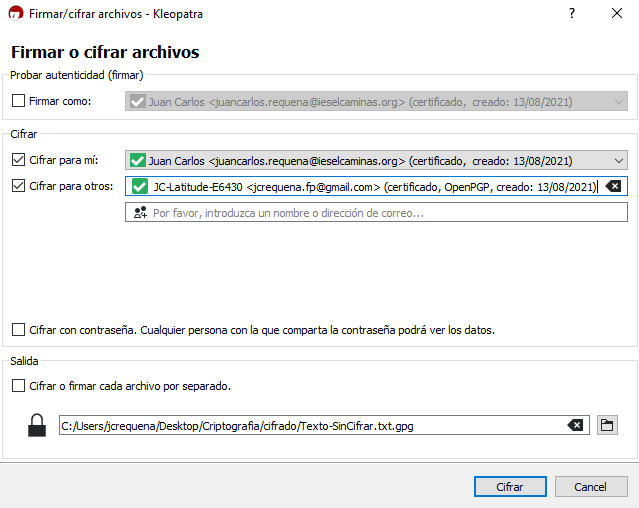 Firmar/cifrar archivos - Kleopatra
Firmar o cifrar archivos
Probar autenticidad (firmar)
Firmar como:
Juan Carlos <juancarlos.requena@ieselcaminas.org> (certificado, creado: 13/08/2021)
Cifrar
Cifrar para mí:
Juan Carlos <juancarlos.requena@ieselcaminas.org> (certificado, creado: 13/08/2021)
Cifrar para otros:
JC-Latitude-E6430 <jcrequena.fp@gmail.com> (certificado, OpenPGP, creado: 13/08/2021)
Por favor, introduzca un nombre o dirección de correo...
Cifrar con contraseña. Cualquier persona con la que comparta la contraseña podrá ver los datos.
Salida
Cifrar o firmar cada archivo por separado.
C:/Users/jcrequena/Desktop/Criptografia/cifrado/Texto-SinCifrar.txt.gpg
Cifrar
Cancel